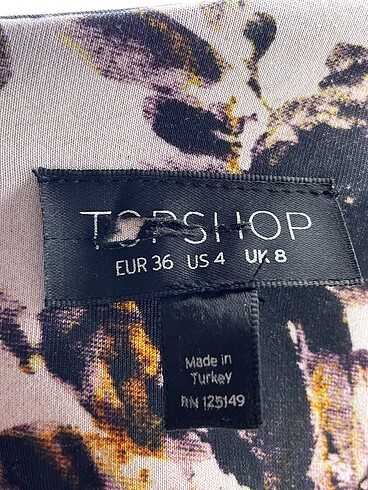 TOPSHOP
EUR 36 US 4 UK 8
Made in
Turkey
RN 125149